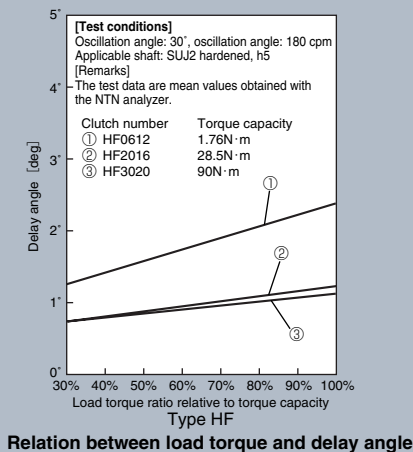 5°
4°
3°
2°
1°
0°
Delay angle [deg]
[Test conditions]
Oscillation angle: 30°, oscillation angle: 180 cpm
Applicable shaft: SUJ2 hardened, h5
[Remarks]
The test data are mean values obtained with
the NTN analyzer.
Clutch number Torque capacity
① HF0612 1.76N·m
② HF2016 28.5N·m
③ HF3020 90N·m
①
②
③
30% 40% 50% 60% 70% 80% 90% 100%
Load torque ratio relative to torque capacity
Type HF
Relation between load torque and delay angle